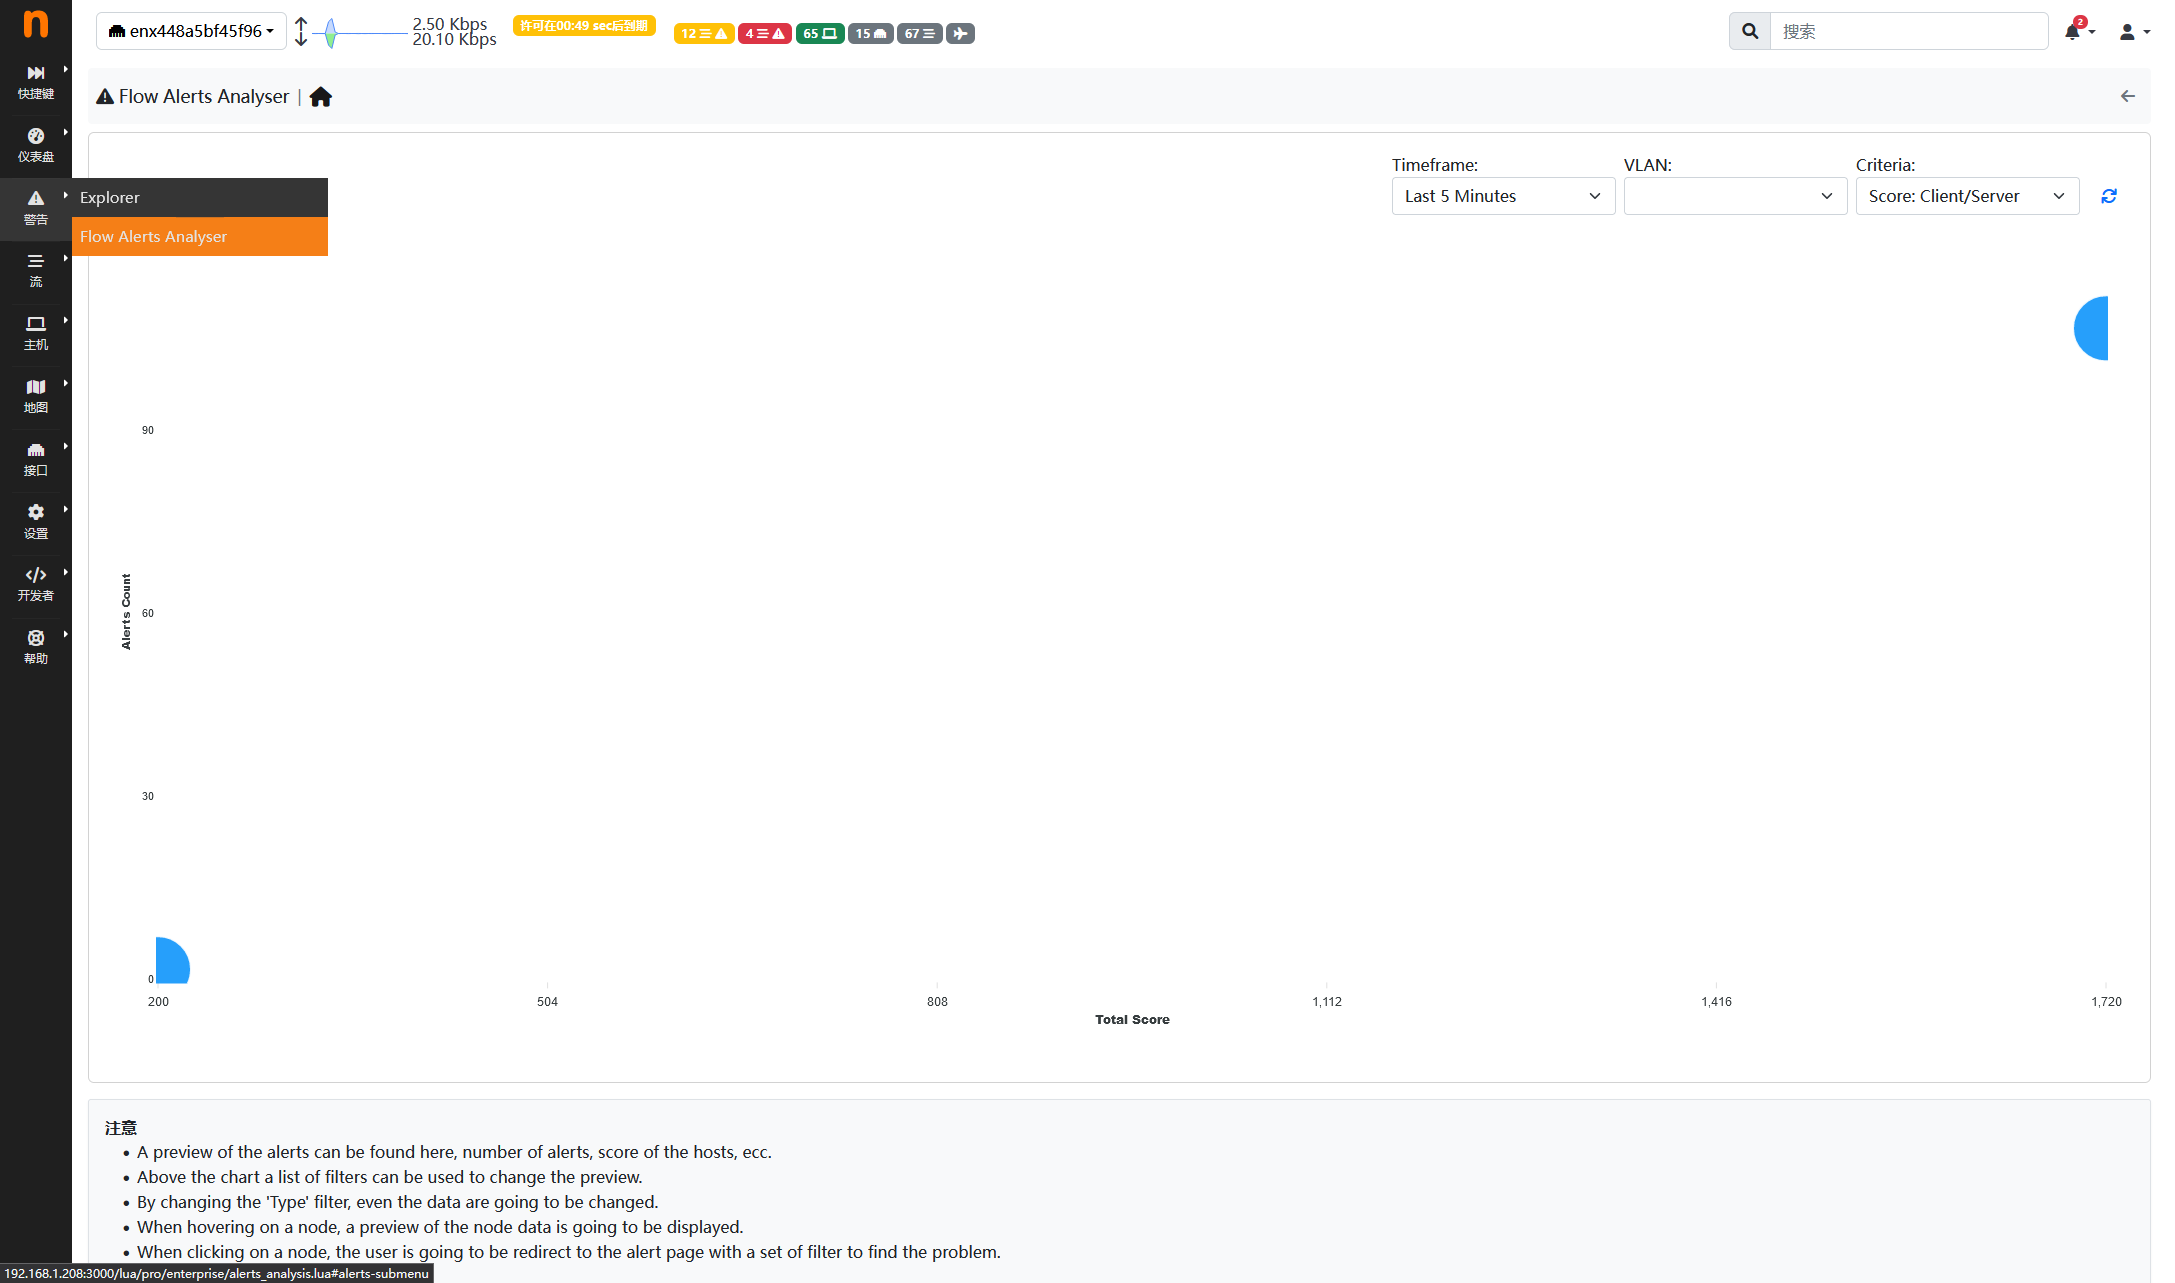 n
enx448a5bf45f96
2.50 Kbps
20.10 Kbps
许可在00:49 sec后到期
12
4
65
15
67
搜索
2
快捷键
仪表盘
警告
流
主机
地图
接口
设置
开发者
帮助
Flow Alerts Analyser |
Explorer
Flow Alerts Analyser
Timeframe:
VLAN:
Criteria:
Last 5 Minutes
Score: Client/Server
90
60
30
0
Alerts Count
200
504
808
1,112
1,416
1,720
Total Score
注意
• A preview of the alerts can be found here, number of alerts, score of the hosts, ecc.
• Above the chart a list of filters can be used to change the preview.
• By changing the 'Type' filter, even the data are going to be changed.
• When hovering on a node, a preview of the node data is going to be displayed.
• When clicking on a node, the user is going to be redirect to the alert page with a set of filter to find the problem.
192.168.1.208:3000/lua/pro/enterprise/alerts_analysis.lua#alerts-submenu